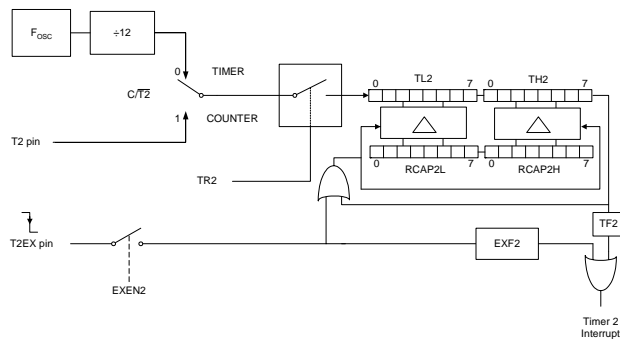 FOSC
÷12
0
TIMER
C/T2
1
COUNTER
T2 pin
TR2
0
TL2
7
0
TH2
7
0
RCAP2L
7
0
RCAP2H
7
TF2
T2EX pin
EXEN2
EXF2
Timer 2
Interrupt